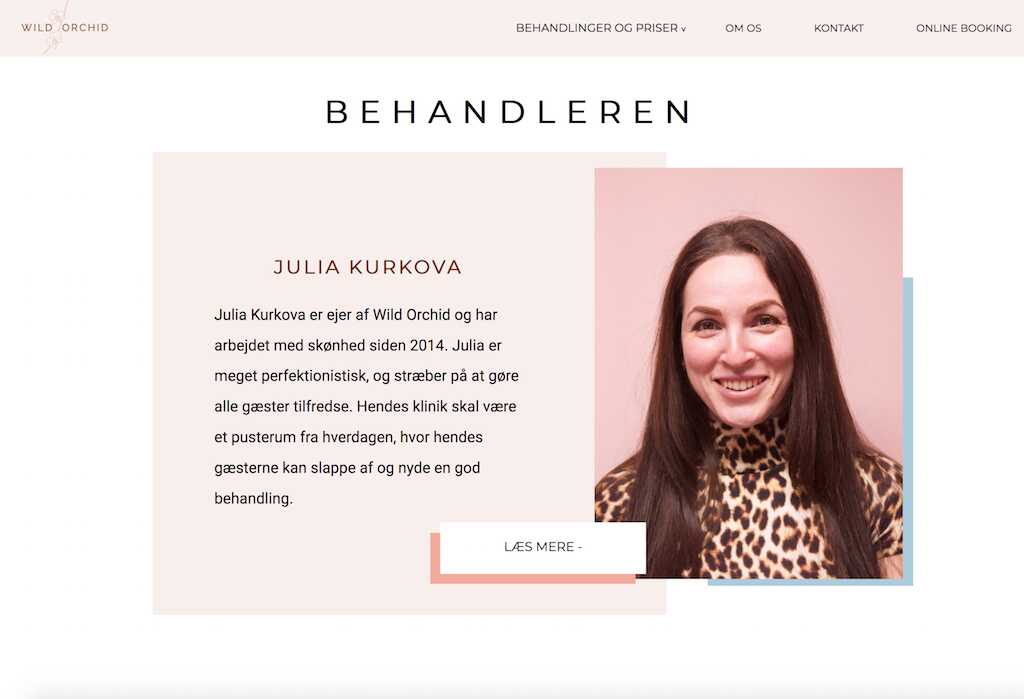 WILD ORCHID
BEHANDLINGER OG PRISER v
OM OS
KONTAKT
ONLINE BOOKING
BEHANDLEREN
JULIA KURKOVA
Julia Kurkova er ejer af Wild Orchid og har
arbejdet med skønhed siden 2014. Julia er
meget perfektionistisk, og stræber på at gøre
alle gæster tilfredse. Hendes klinik skal være
et pusterum fra hverdagen, hvor hendes
gæsterne kan slappe af og nyde en god
behandling.
LÆS MERE -